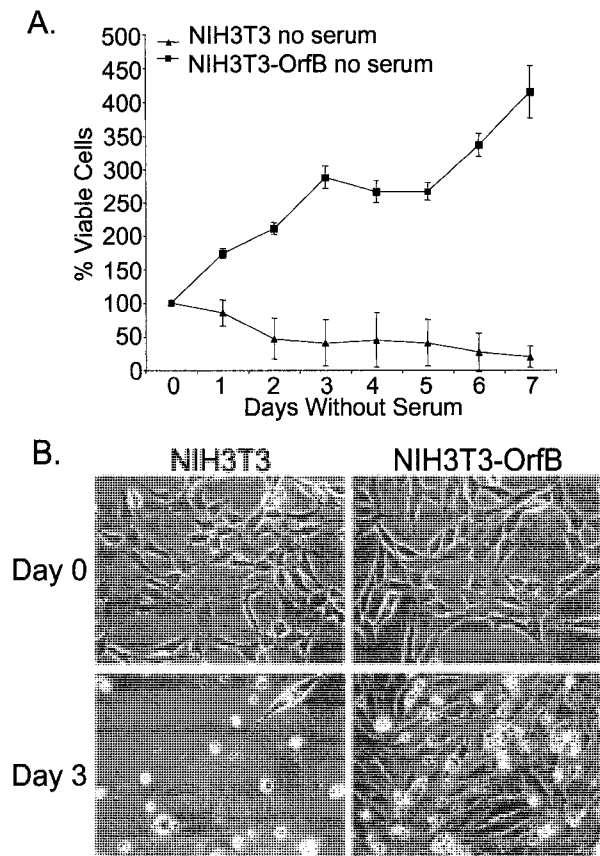 A.
% Viable Cells
500
450
400
350
300
250
200
150
100
50
0
NIH3T3 no serum
NIH3T3-OrfB no serum
0 1 2 3 4 5 6 7
Days Without Serum
B.
NIH3T3 NIH3T3-OrfB
Day 0
Day 3